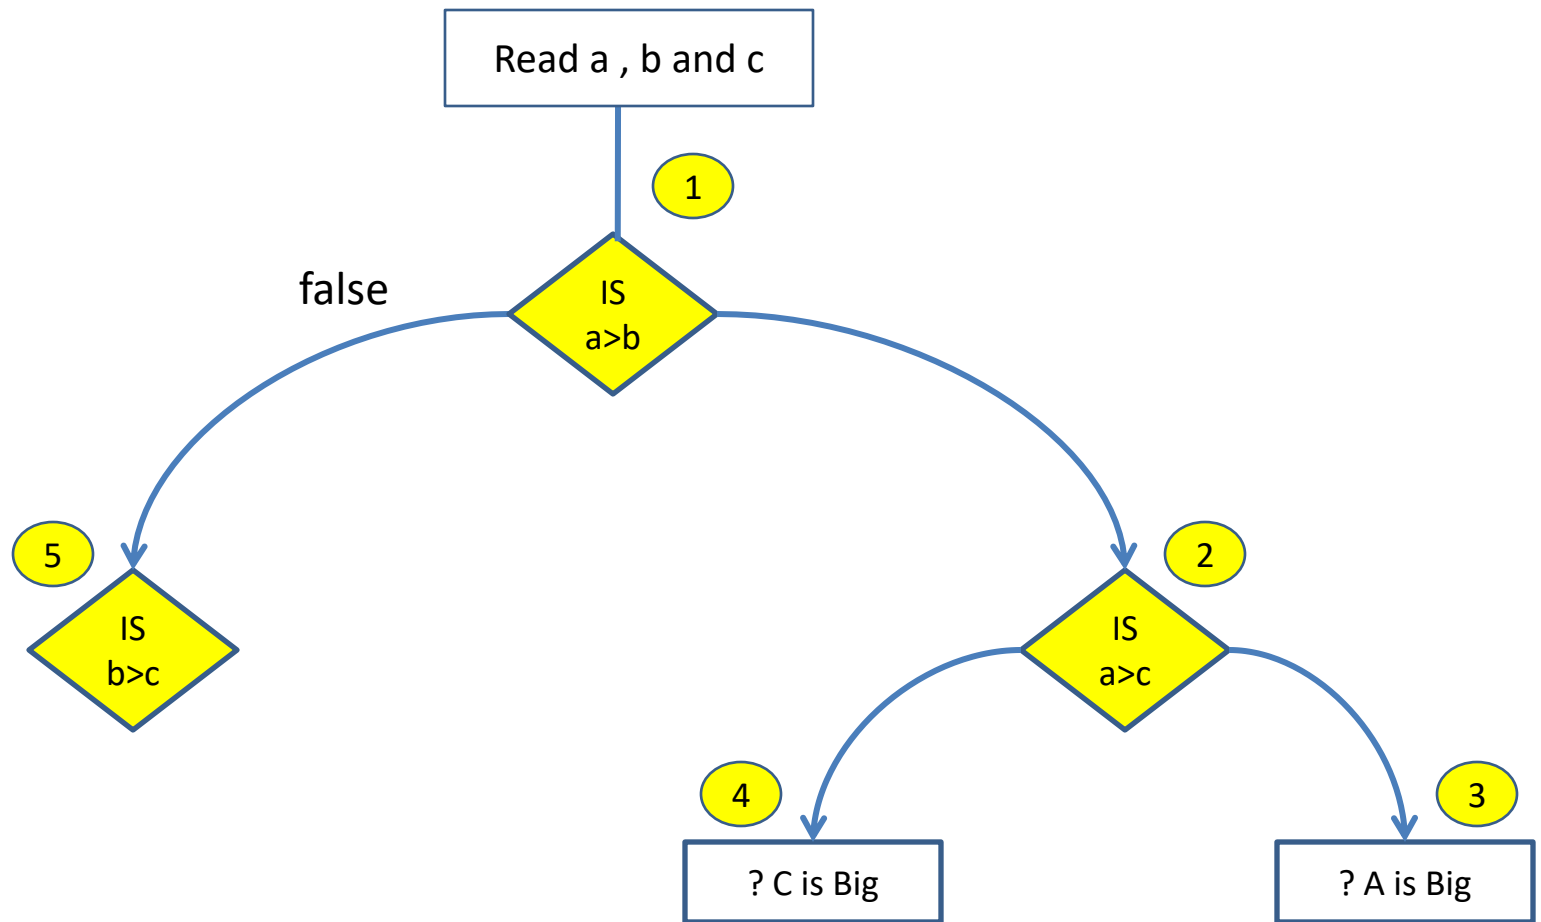 Read a , b and c
1
false
IS
a>b
5
2
IS
b>c
IS
a>c
4
3
? C is Big
? A is Big